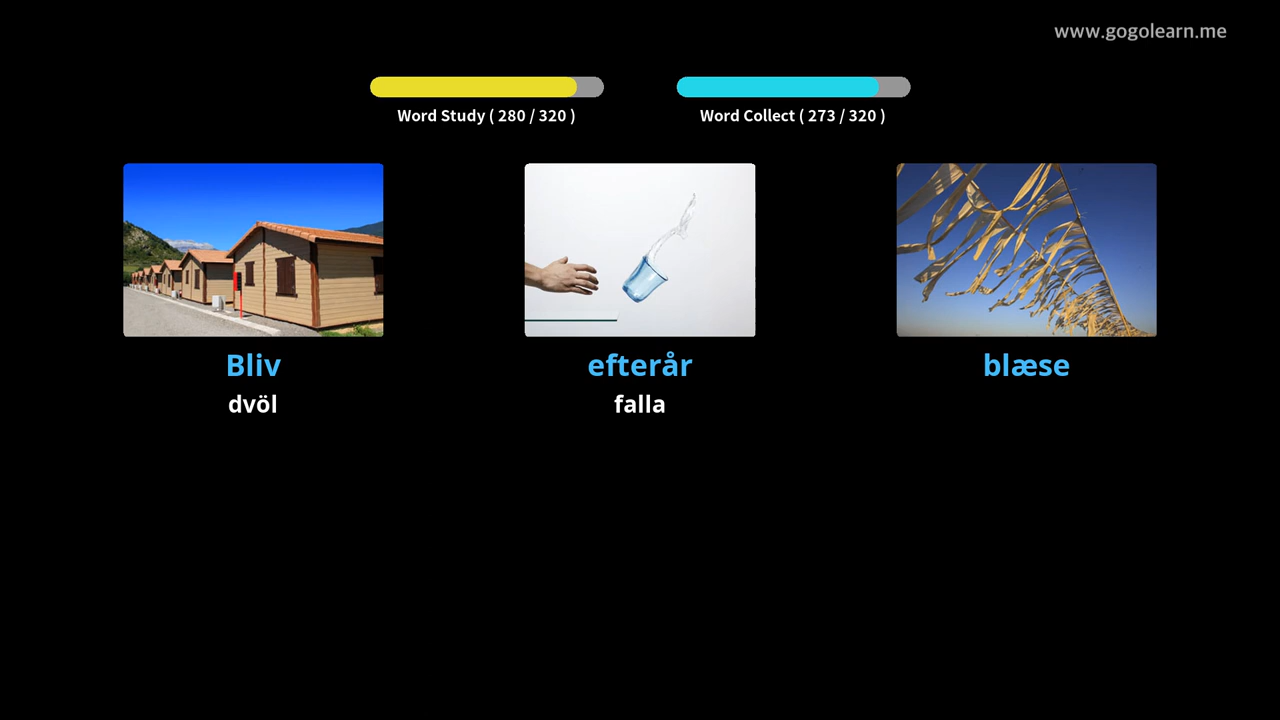 www.gogolearn.me
Word Study ( 280 / 320 )
Word Collect ( 273 / 320 )
Bliv
efterår
blæse
dvöl
falla